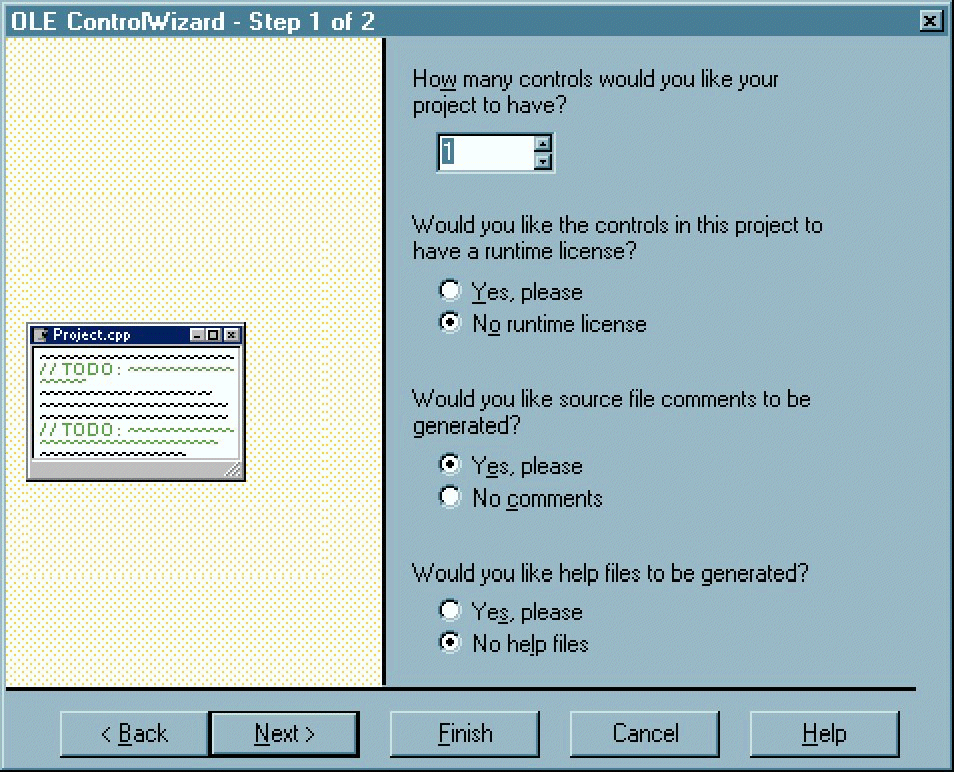 OLE ControlWizard - Step 1 of 2
How many controls would you like your
project to have?
1
Would you like the controls in this project to
have a runtime license?
Yes, please
No runtime license
Project.cpp
// TODO:
// TODO:
Would you like source file comments to be
generated?
Yes, please
No comments
Would you like help files to be generated?
Yes, please
No help files
< Back
Next >
Finish
Cancel
Help